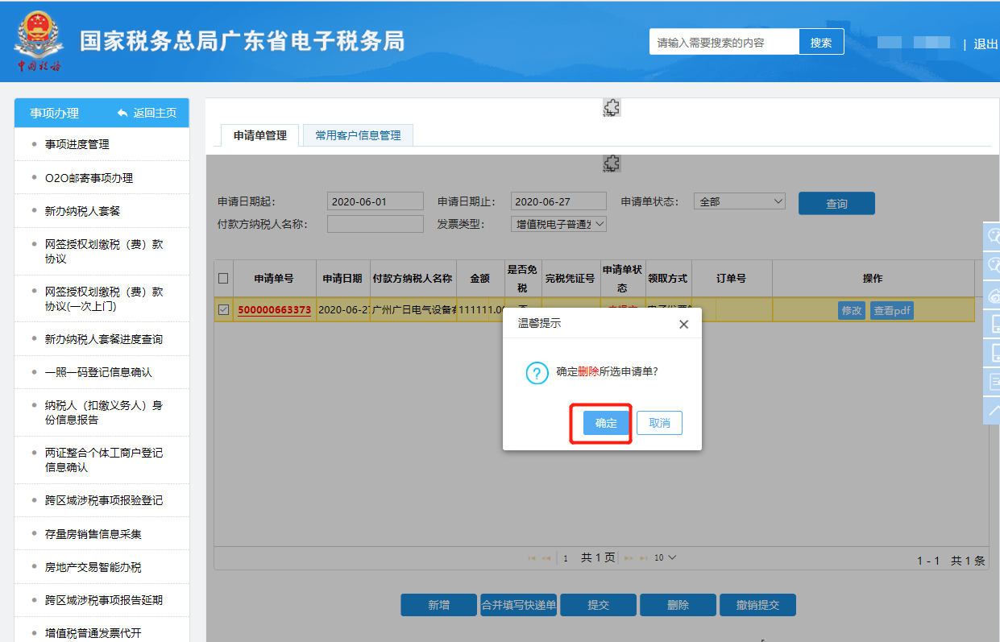 国家税务总局广东省电子税务局
中国税务
请输入需要搜索的内容
搜索
| 退出
事项办理
返回主页
事项进度管理
O2O邮寄事项办理
新办纳税人套餐
网签授权划缴税（费）款
协议
网签授权划缴税（费）款
协议(一次上门)
新办纳税人套餐进度查询
一照一码登记信息确认
纳税人（扣缴义务人）身
份信息报告
两证整合个体工商户登记
信息确认
跨区域涉税事项报验登记
存量房销售信息采集
房地产交易智能办税
跨区域涉税事项报告延期
增值税普通发票代开
申请单管理
常用客户信息管理
申请日期起：
2020-06-01
申请日期止：
2020-06-27
申请单状态：
全部
查询
付款方纳税人名称：
发票类型：
增值税电子普通发
申请单号
申请日期
付款方纳税人名称
金额
是否免
税
完税凭证号
申请单状
态
领取方式
订单号
操作
500000663373
2020-06-27
广州广日电气设备有
111111.00
修改
查看pdf
温馨提示
确定删除所选申请单?
确定
取消
1
共 1 页
10
1 - 1 共 1 条
新增
合并填写快递单
提交
删除
撤销提交